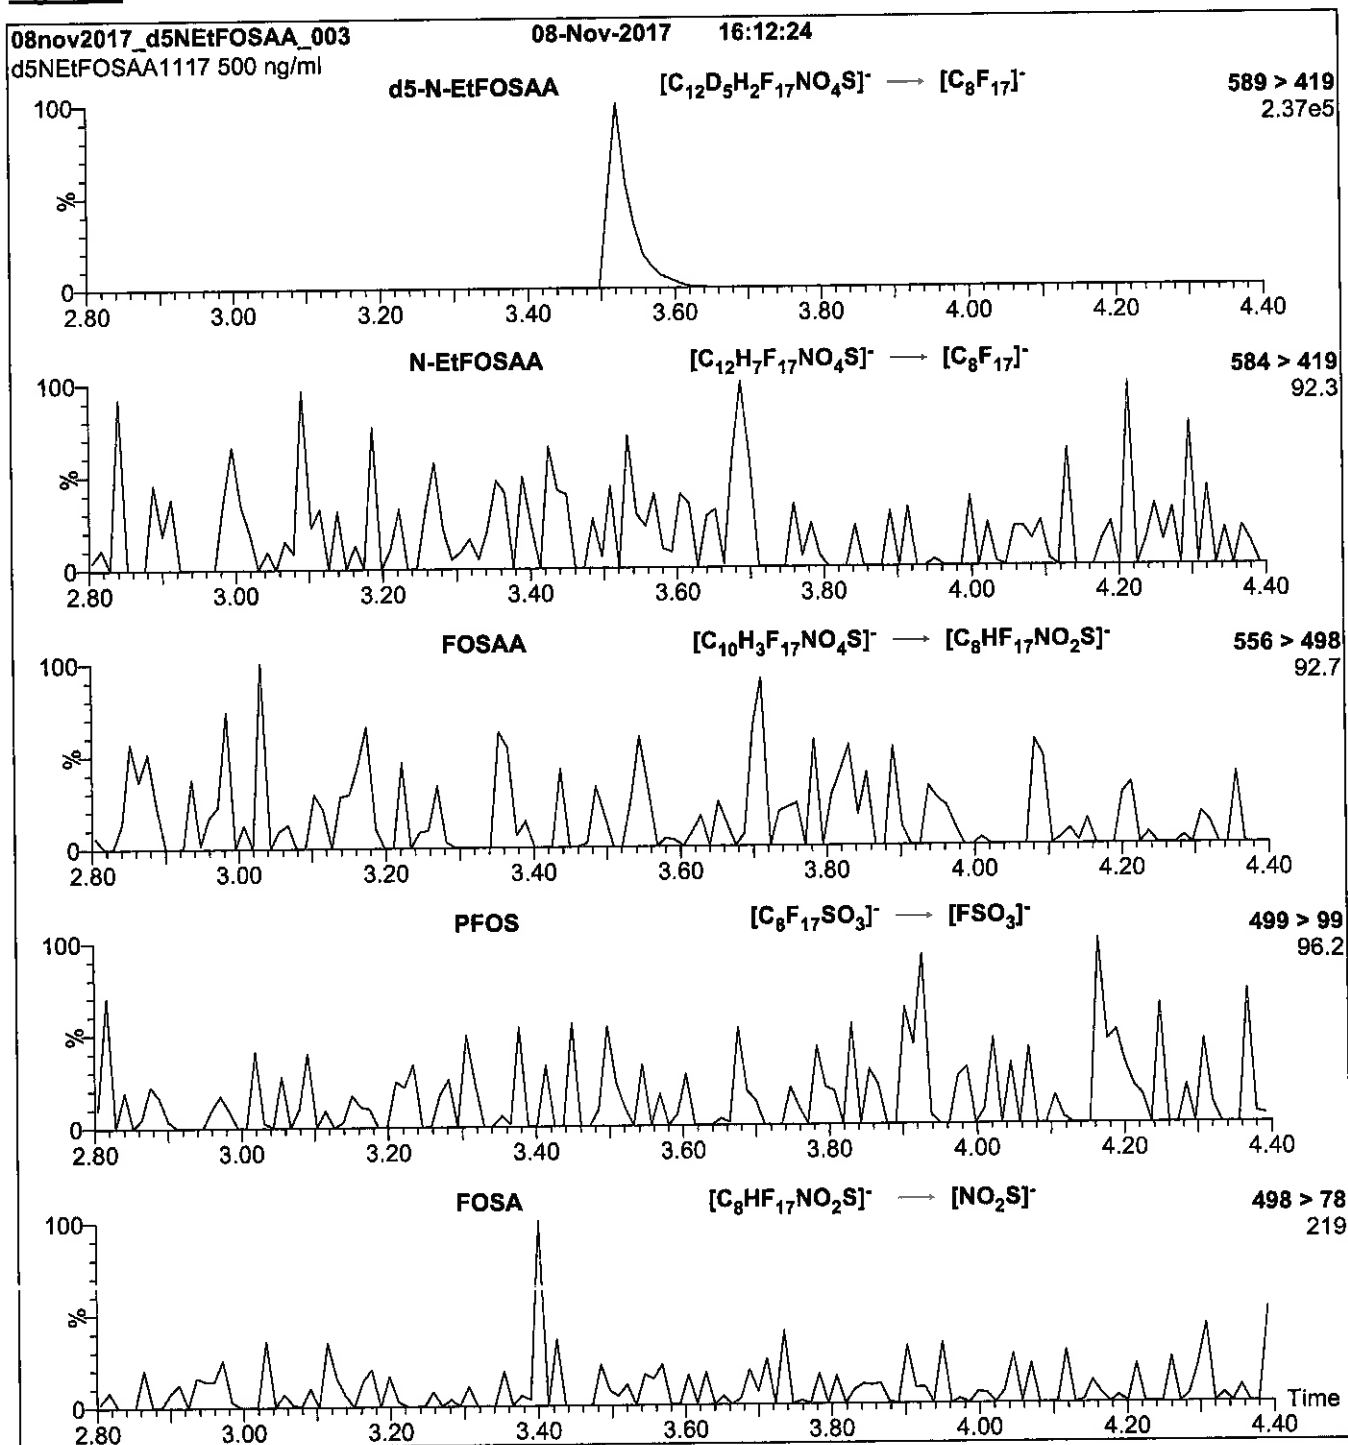 08nov2017_d5NEtFOSAA_003 08-Nov-2017 16:12:24
d5NEtFOSAA1117 500 ng/ml
d5-N-EtFOSAA [C12D5H2F17NO4S]- → [C8F17]- 589 > 419
2.37e5
100
%
0
2.80 3.00 3.20 3.40 3.60 3.80 4.00 4.20 4.40
N-EtFOSAA [C12H7F17NO4S]- → [C8F17]- 584 > 419
92.3
100
%
0
2.80 3.00 3.20 3.40 3.60 3.80 4.00 4.20 4.40
FOSAA [C10H3F17NO4S]- → [C8HF17NO2S]- 556 > 498
92.7
100
%
0
2.80 3.00 3.20 3.40 3.60 3.80 4.00 4.20 4.40
PFOS [C8F17SO3]- → [FSO3]- 499 > 99
96.2
100
%
0
2.80 3.00 3.20 3.40 3.60 3.80 4.00 4.20 4.40
FOSA [C8HF17NO2S]- → [NO2S]- 498 > 78
219
100
%
0
Time
2.80 3.00 3.20 3.40 3.60 3.80 4.00 4.20 4.40